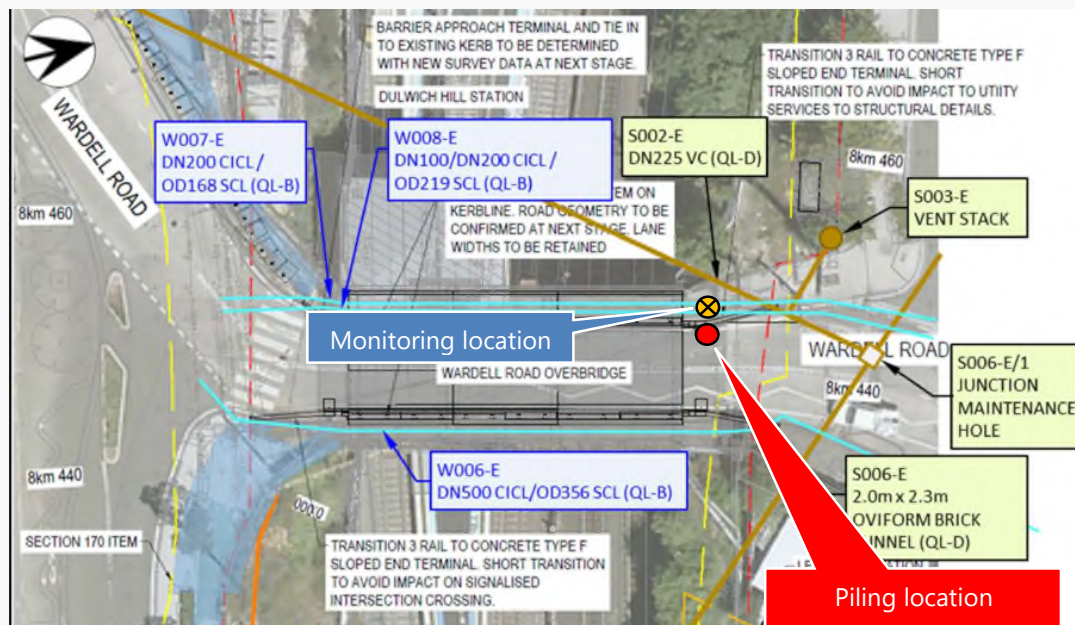 BARRIER APPROACH TERMINAL AND TIE IN
TO EXISTING KERB TO BE DETERMINED
WITH NEW SURVEY DATA AT NEXT STAGE.
DULWICH HILL STATION
TRANSITION 3 RAIL TO CONCRETE TYPE F
SLOPED END TERMINAL. SHORT
TRANSITION TO AVOID IMPACT TO UTIITY
SERVICES TO STRUCTURAL DETAILS.
WARDELL ROAD
W007-E
DN200 CICL /
OD168 SCL (QL-B)
W008-E
DN100/DN200 CICL /
OD219 SCL (QL-B)
S002-E
DN225 VC (QL-D)
8km 460
8km 460
EM ON
KERBLINE. ROAD GEOMETRY TO BE
CONFIRMED AT NEXT STAGE. LANE
WIDTHS TO BE RETAINED
S003-E
VENT STACK
Monitoring location
WARDELL ROAD
WARDELL ROAD OVERBRIDGE
8km 440
S006-E/1
JUNCTION
MAINTENANCE
HOLE
8km 440
W006-E
DN500 CICL/OD356 SCL (QL-B)
S006-E
2.0m x 2.3m
OVIFORM BRICK
UNNEL (QL-D)
SECTION 170 ITEM
TRANSITION 3 RAIL TO CONCRETE TYPE F
SLOPED END TERMINAL. SHORT TRANSITION
TO AVOID IMPACT ON SIGNALISED
INTERSECTION CROSSING.
Piling location